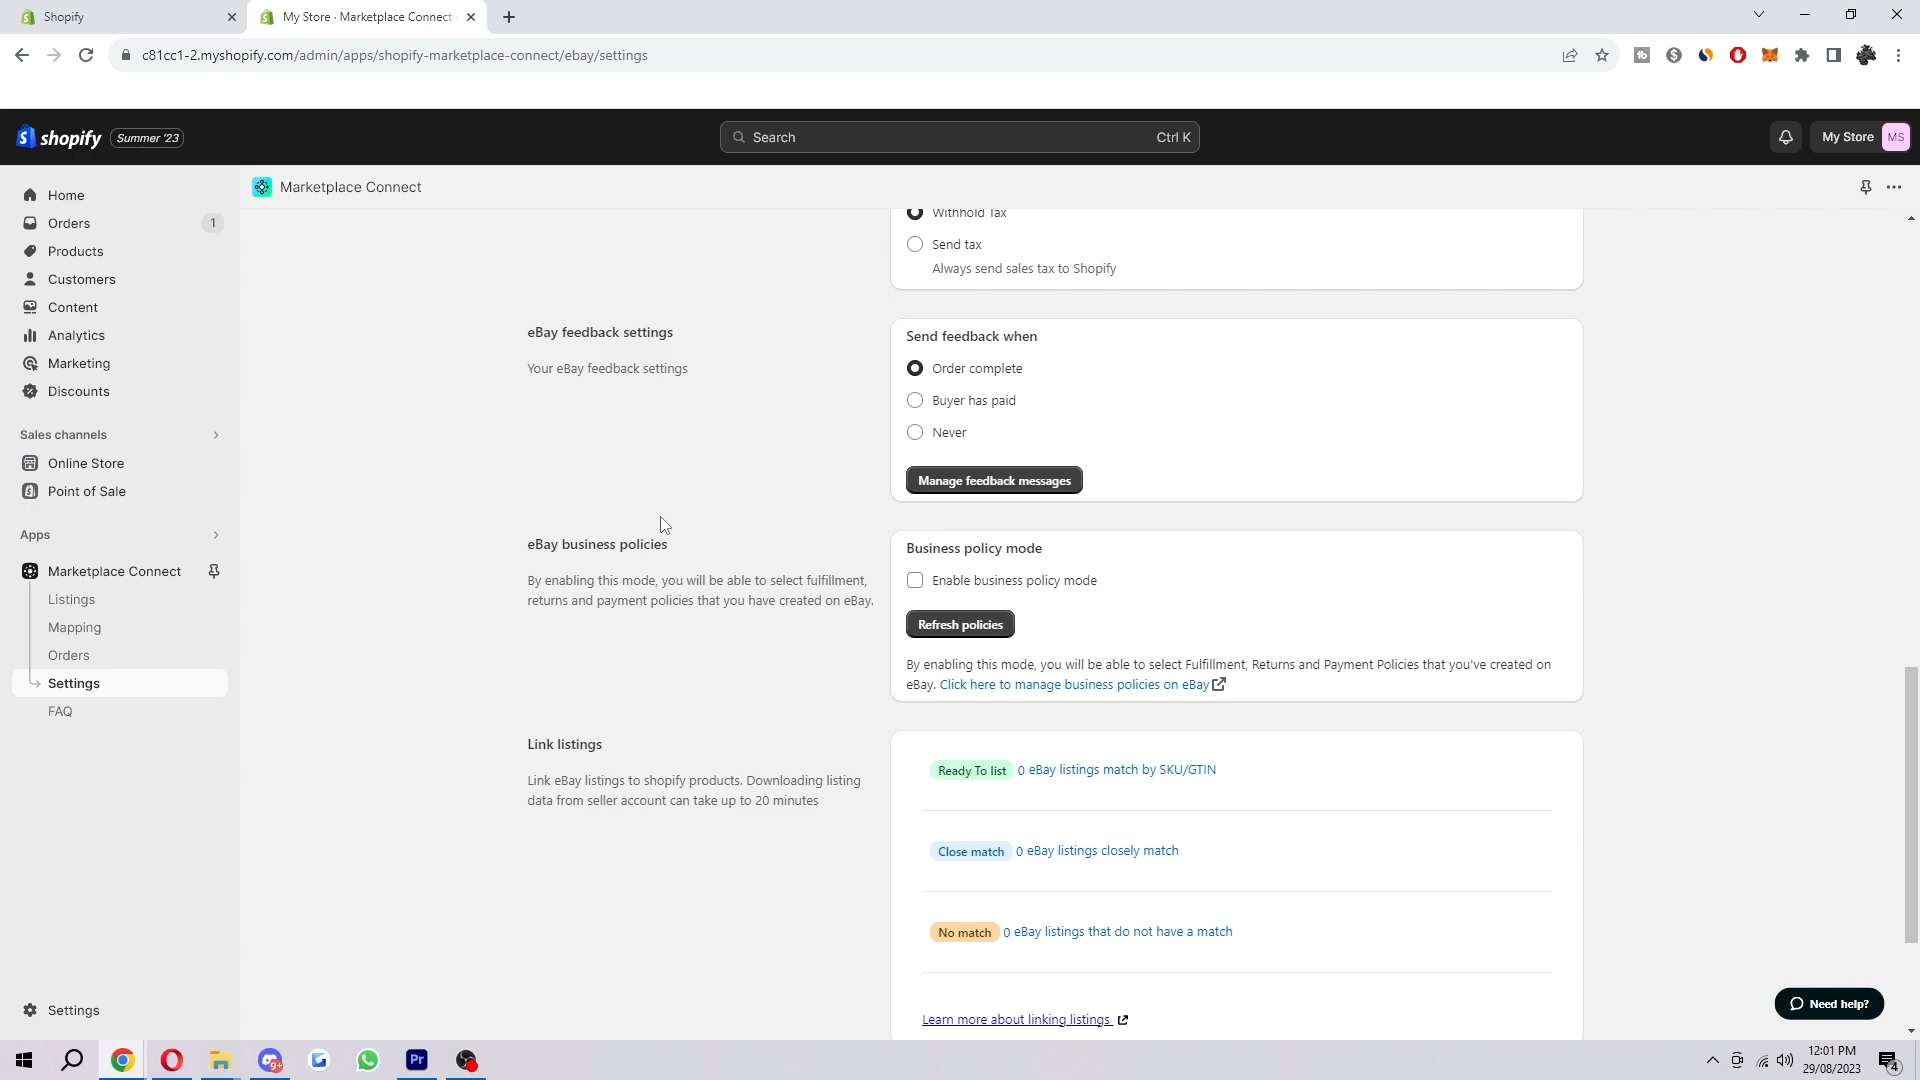 Shopify
My Store · Marketplace Connect ·
c81cc1-2.myshopify.com/admin/apps/shopify-marketplace-connect/ebay/settings
shopify
Summer '23
Search
Ctrl K
My Store
MS
Home
Orders
1
Products
Customers
Content
Analytics
Marketing
Discounts
Sales channels
Online Store
Point of Sale
Apps
Marketplace Connect
Listings
Mapping
Orders
Settings
FAQ
Settings
Marketplace Connect
Withhold Tax
Send tax
Always send sales tax to Shopify
eBay feedback settings
Your eBay feedback settings
Send feedback when
Order complete
Buyer has paid
Never
Manage feedback messages
eBay business policies
By enabling this mode, you will be able to select fulfillment,
returns and payment policies that you have created on eBay.
Business policy mode
Enable business policy mode
Refresh policies
By enabling this mode, you will be able to select Fulfillment, Returns and Payment Policies that you've created on
eBay. Click here to manage business policies on eBay
Link listings
Link eBay listings to shopify products. Downloading listing
data from seller account can take up to 20 minutes
Ready To list 0 eBay listings match by SKU/GTIN
Close match 0 eBay listings closely match
No match 0 eBay listings that do not have a match
Learn more about linking listings
Need help?
9+
Pr
12:01 PM
29/08/2023
4